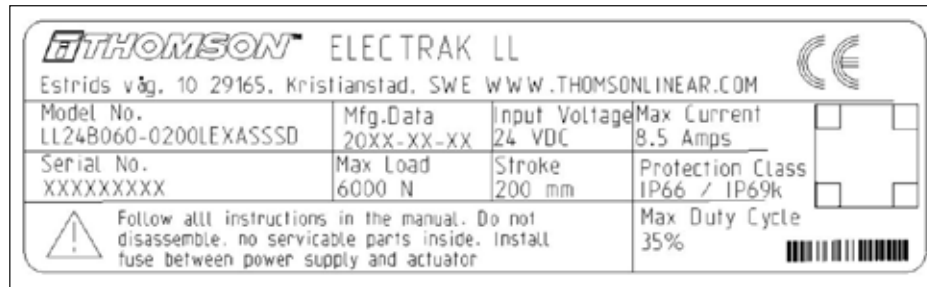 THOMSON™ ELECTRAK LL
Estrids våg, 10 29165, Kristianstad, SWE WWW.THOMSONLINEAR.COM
Model No.
LL24B060-0200LEXASSSD
Mfg.Data
20XX-XX-XX
Input Voltage
24 VDC
Max Current
8.5 Amps
Serial No.
XXXXXXXXX
Max Load
6000 N
Stroke
200 mm
Protection Class
IP66 / IP69k
Follow alll instructions in the manual. Do not
disassemble, no servicable parts inside. Install
fuse between power supply and actuator
Max Duty Cycle
35%
CE